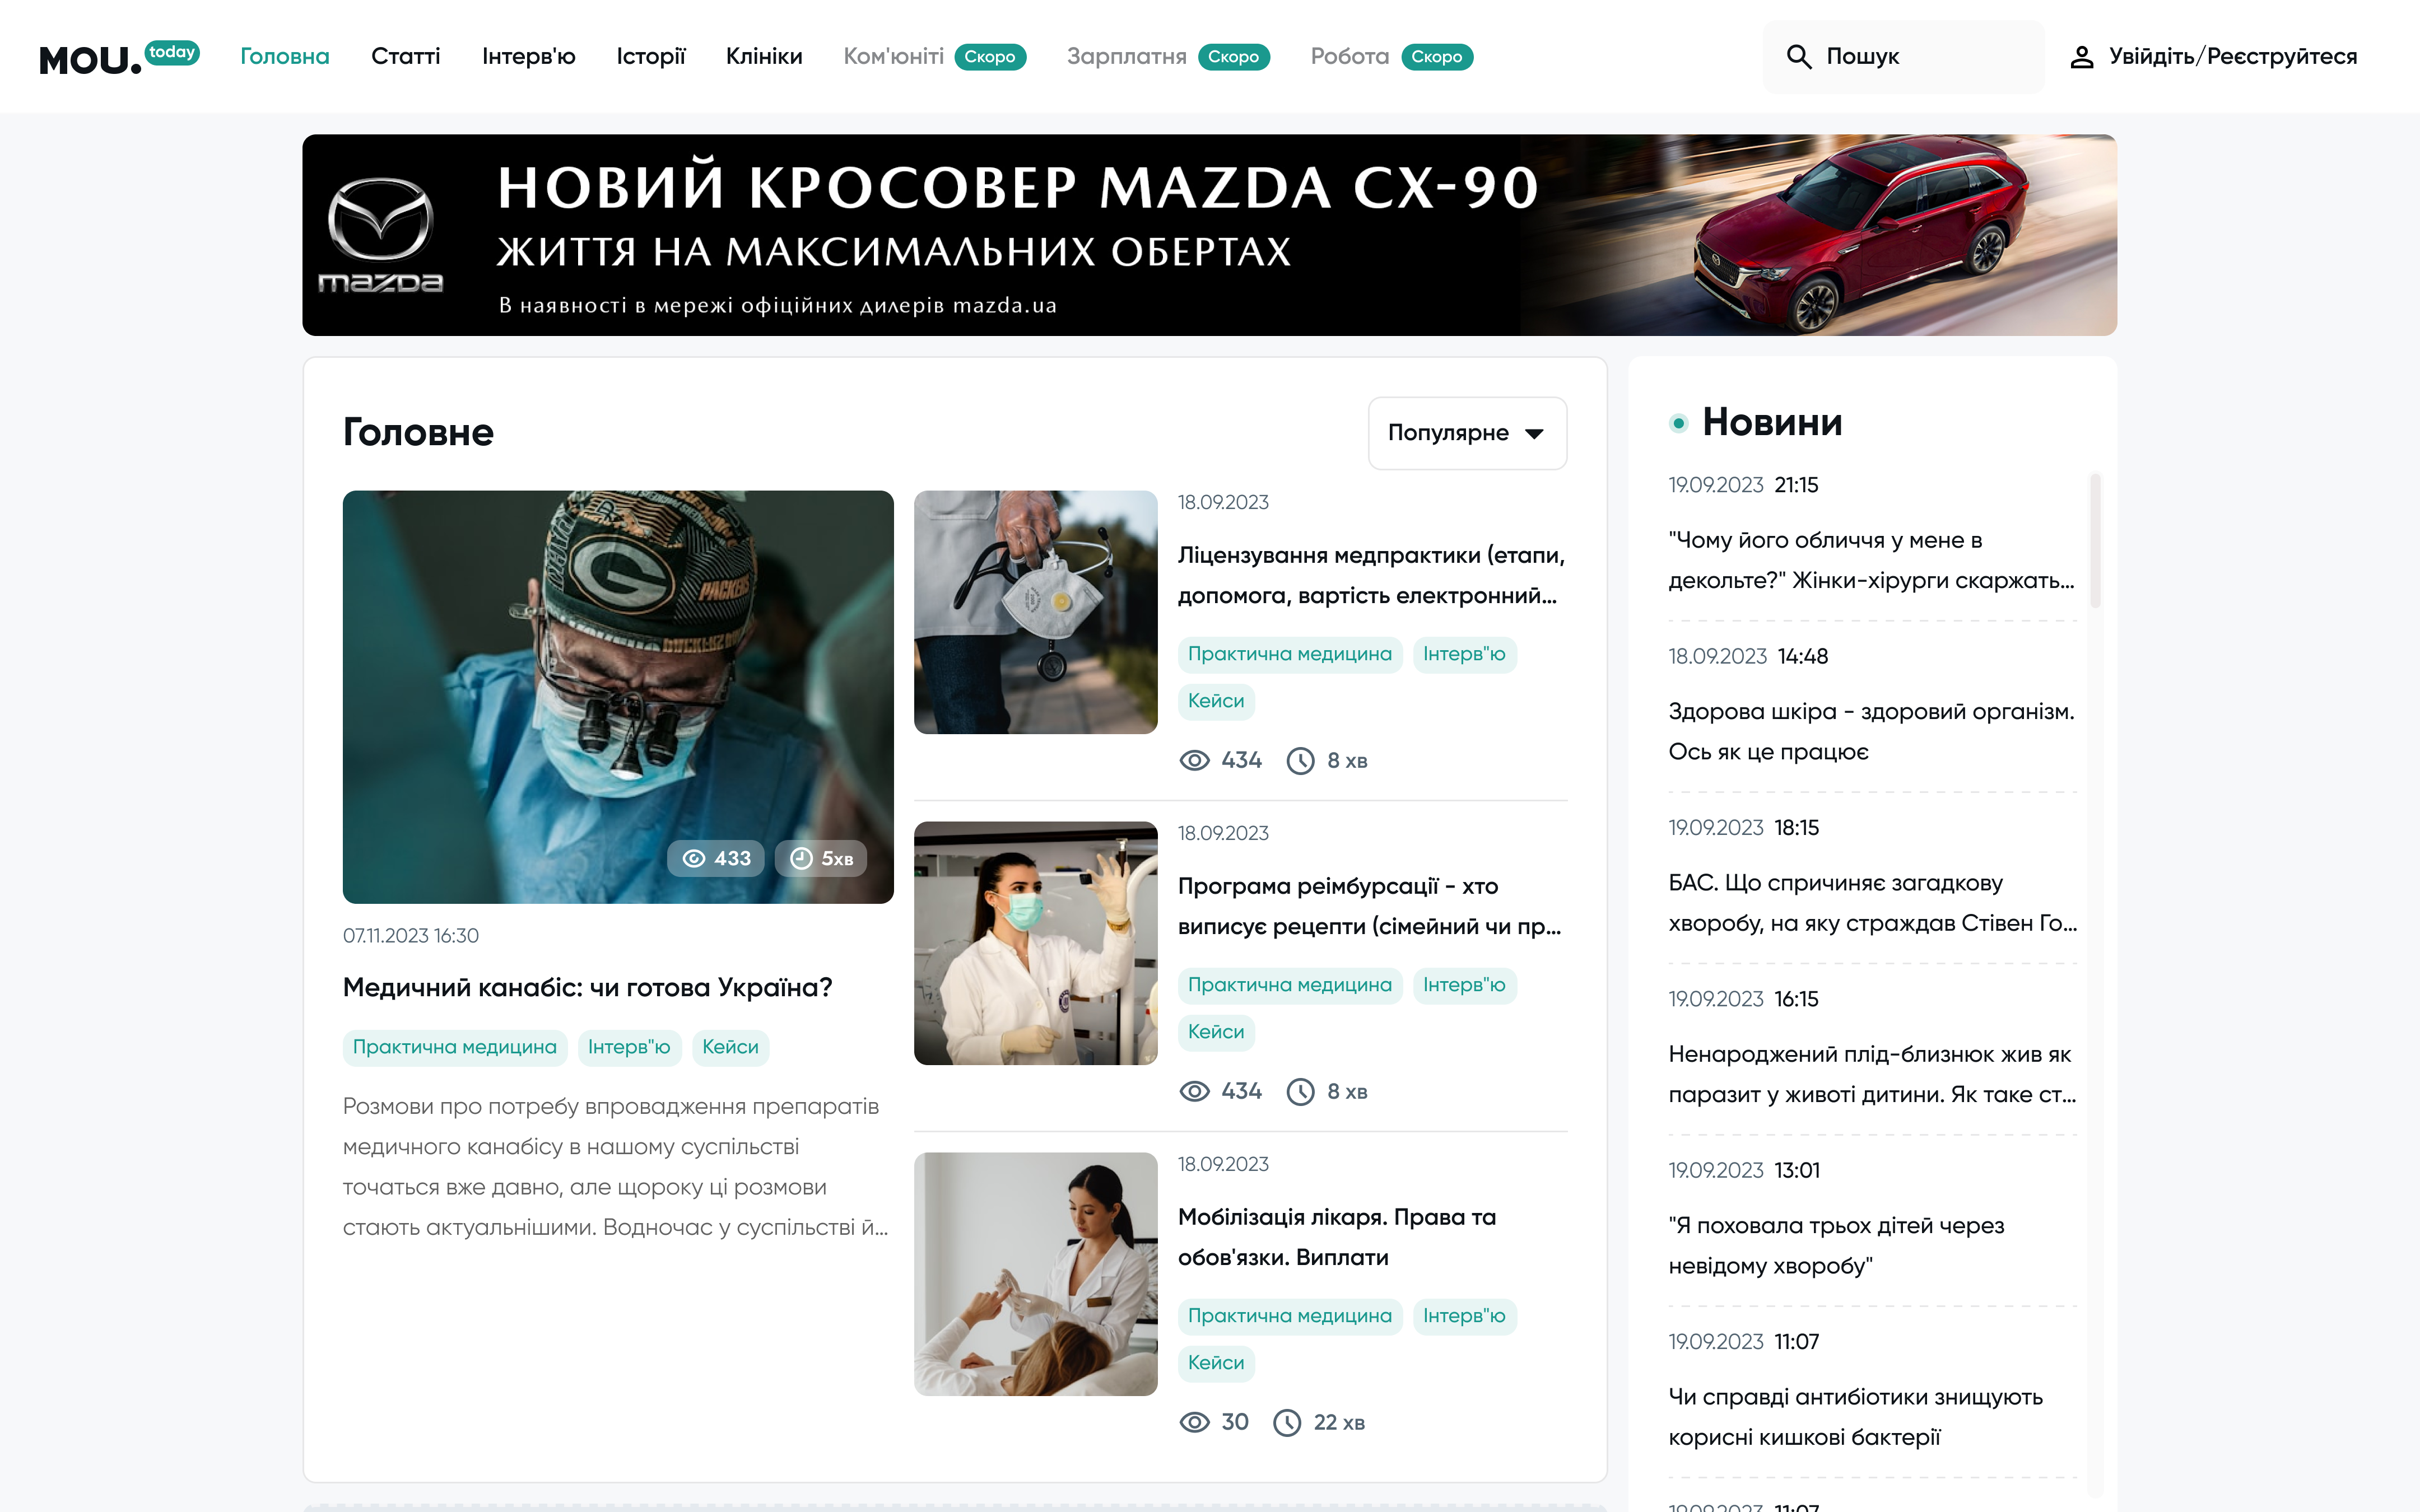 MOU. today
Головна
Статті
Інтерв'ю
Історії
Клініки
Ком'юніті Скоро
Зарплатня Скоро
Робота Скоро
Пошук
Увійдіть/Реєструйтеся
mazda
НОВИЙ КРОСОВЕР MAZDA CX-90
ЖИТТЯ НА МАКСИМАЛЬНИХ ОБЕРТАХ
В наявності в мережі офіційних дилерів mazda.ua
Головне
Популярне
G
PACKERS
433 5хв
07.11.2023 16:30
Медичний канабіс: чи готова Україна?
Практична медицина Інтерв"ю Кейси
Розмови про потребу впровадження препаратів
медичного канабісу в нашому суспільстві
точаться вже давно, але щороку ці розмови
стають актуальнішими. Водночас у суспільстві й...
18.09.2023
Ліцензування медпрактики (етапи,
допомога, вартість електронний...
Практична медицина Інтерв"ю
Кейси
434 8 хв
18.09.2023
Програма реімбурсації - хто
виписує рецепти (сімейний чи пр...
Практична медицина Інтерв"ю
Кейси
434 8 хв
18.09.2023
Мобілізація лікаря. Права та
обов'язки. Виплати
Практична медицина Інтерв"ю
Кейси
30 22 хв
Новини
19.09.2023 21:15
"Чому його обличчя у мене в
декольте?" Жінки-хірурги скаржать...
18.09.2023 14:48
Здорова шкіра - здоровий організм.
Ось як це працює
19.09.2023 18:15
БАС. Що спричиняє загадкову
хворобу, на яку страждав Стівен Го...
19.09.2023 16:15
Ненароджений плід-близнюк жив як
паразит у животі дитини. Як таке ст...
19.09.2023 13:01
"Я поховала трьох дітей через
невідому хворобу"
19.09.2023 11:07
Чи справді антибіотики знищують
корисні кишкові бактерії
19.09.2023 11:07